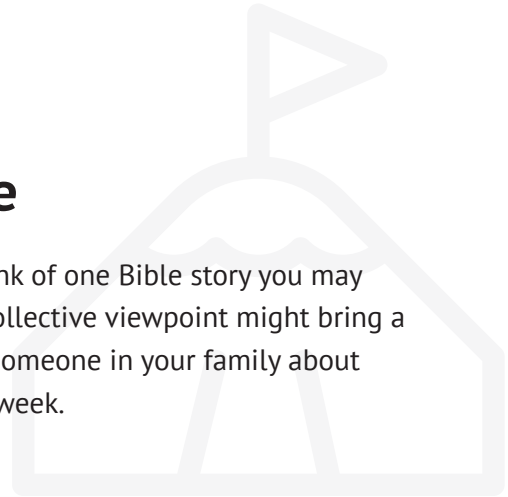 e
nk of one Bible story you may
ollective viewpoint might bring a
omeone in your family about
week.